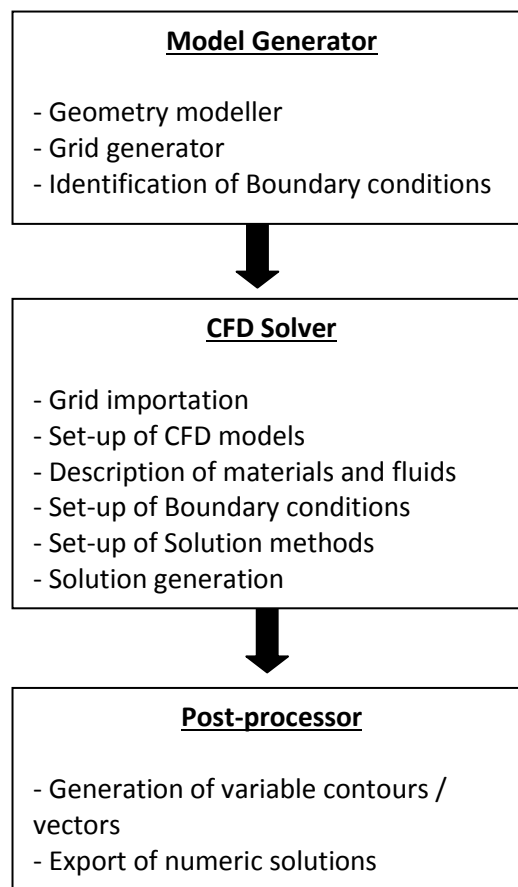 Model Generator
- Geometry modeller
- Grid generator
- Identification of Boundary conditions
CFD Solver
- Grid importation
- Set-up of CFD models
- Description of materials and fluids
- Set-up of Boundary conditions
- Set-up of Solution methods
- Solution generation
Post-processor
- Generation of variable contours /
vectors
- Export of numeric solutions